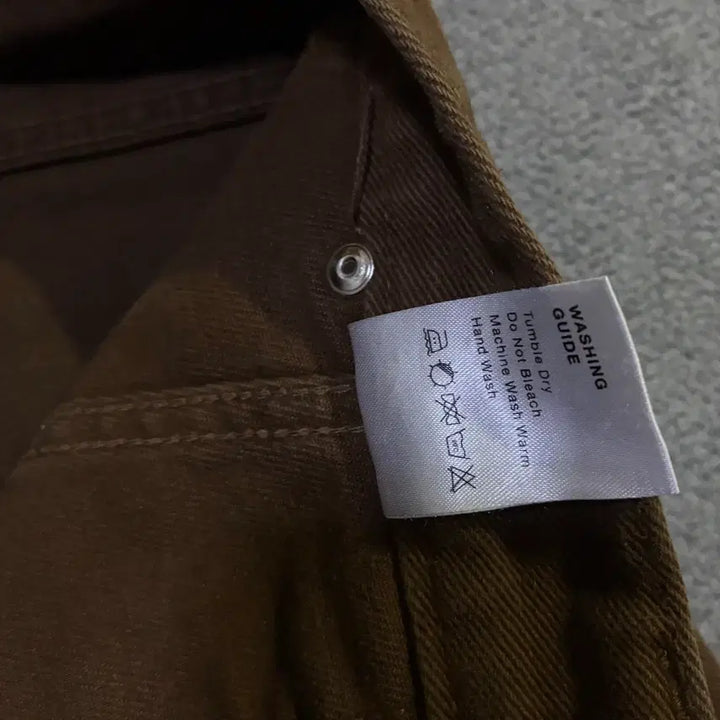 WASHING
GUIDE
Tumble Dry
Do Not Bleach
Machine Wash Warm
Hand Wash